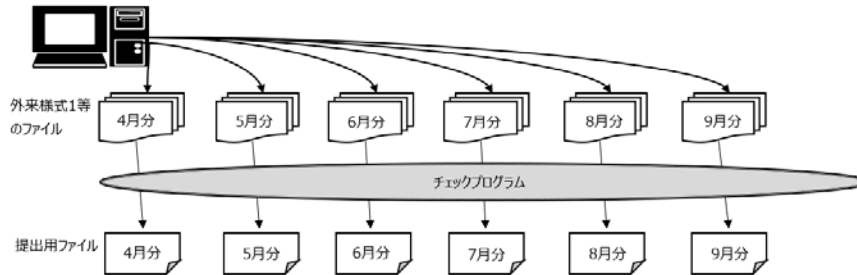 外来様式1等
のファイル
4月分 5月分 6月分 7月分 8月分 9月分
チェックプログラム
提出用ファイル
4月分 5月分 6月分 7月分 8月分 9月分